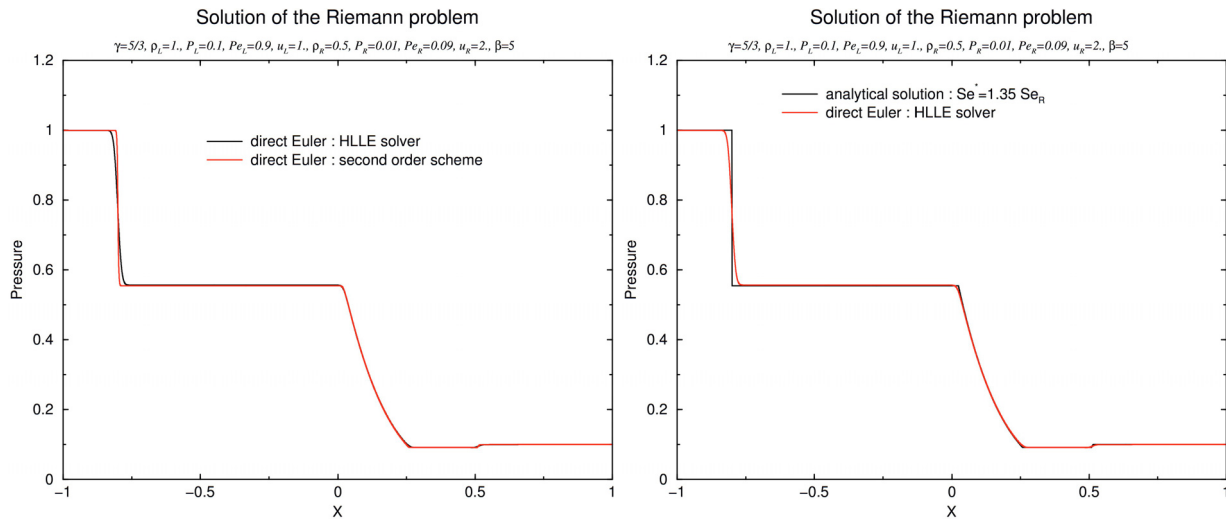 Solution of the Riemann problem
γ=5/3, ρL=1., PL=0.1, PeL=0.9, uL=1., ρR=0.5, PR=0.01, PeR=0.09, uR=2., β=5
1.2
1
0.8
0.6
0.4
0.2
0
Pressure
direct Euler : HLLE solver
direct Euler : second order scheme
−1
−0.5
0
0.5
1
X
Solution of the Riemann problem
γ=5/3, ρL=1., PL=0.1, PeL=0.9, uL=1., ρR=0.5, PR=0.01, PeR=0.09, uR=2., β=5
1.2
1
0.8
0.6
0.4
0.2
0
Pressure
analytical solution : Se*=1.35 SeR
direct Euler : HLLE solver
−1
−0.5
0
0.5
1
X